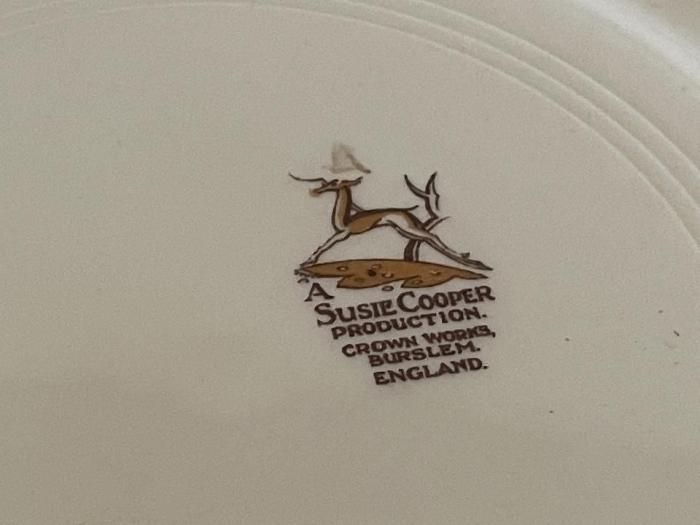 A
SUSIE COOPER
PRODUCTION.
CROWN WORKS,
BURSLEM.
ENGLAND.